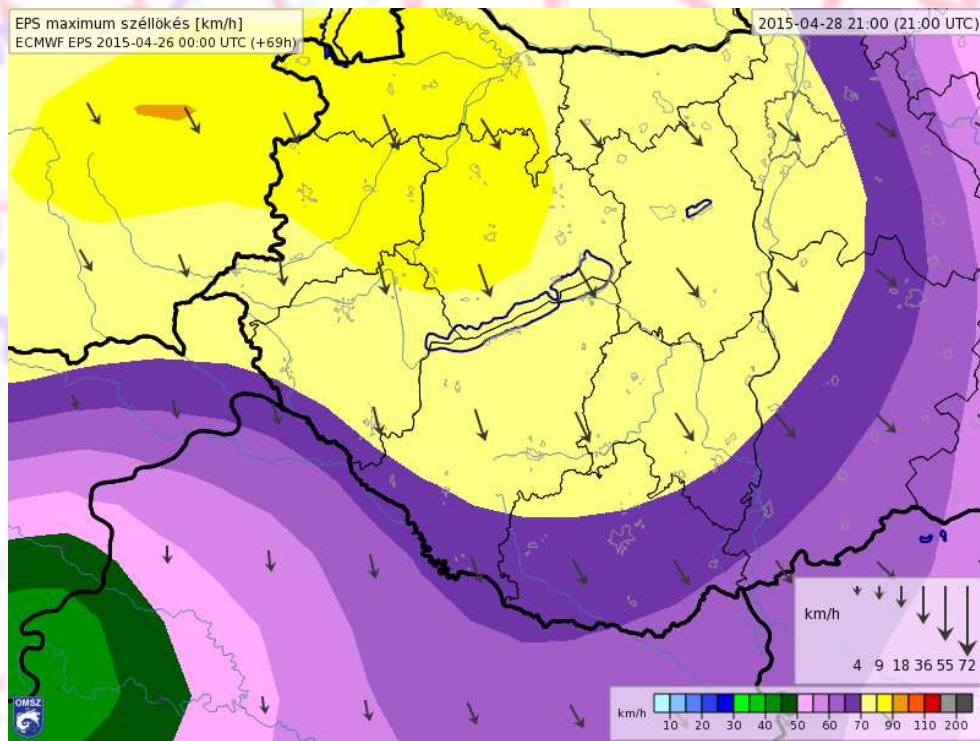 EPS maximum széllökés [km/h]
ECMWF EPS 2015-04-26 00:00 UTC (+69h)
2015-04-28 21:00 (21:00 UTC)
km/h
4 9 18 36 55 72
km/h
10 20 30 40 50 60 70 90 110 200
OMSZ